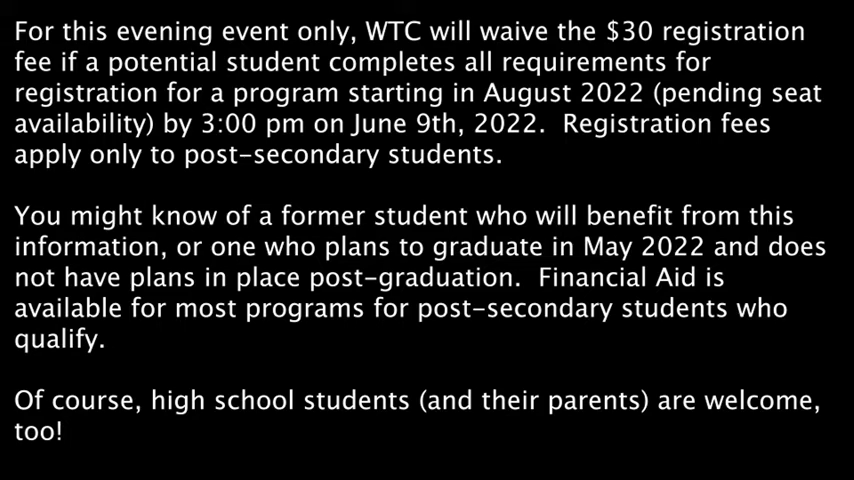 For this evening event only, WTC will waive the $30 registration
fee if a potential student completes all requirements for
registration for a program starting in August 2022 (pending seat
availability) by 3:00 pm on June 9th, 2022.  Registration fees
apply only to post-secondary students.
You might know of a former student who will benefit from this
information, or one who plans to graduate in May 2022 and does
not have plans in place post-graduation.  Financial Aid is
available for most programs for post-secondary students who
qualify.
Of course, high school students (and their parents) are welcome,
too!